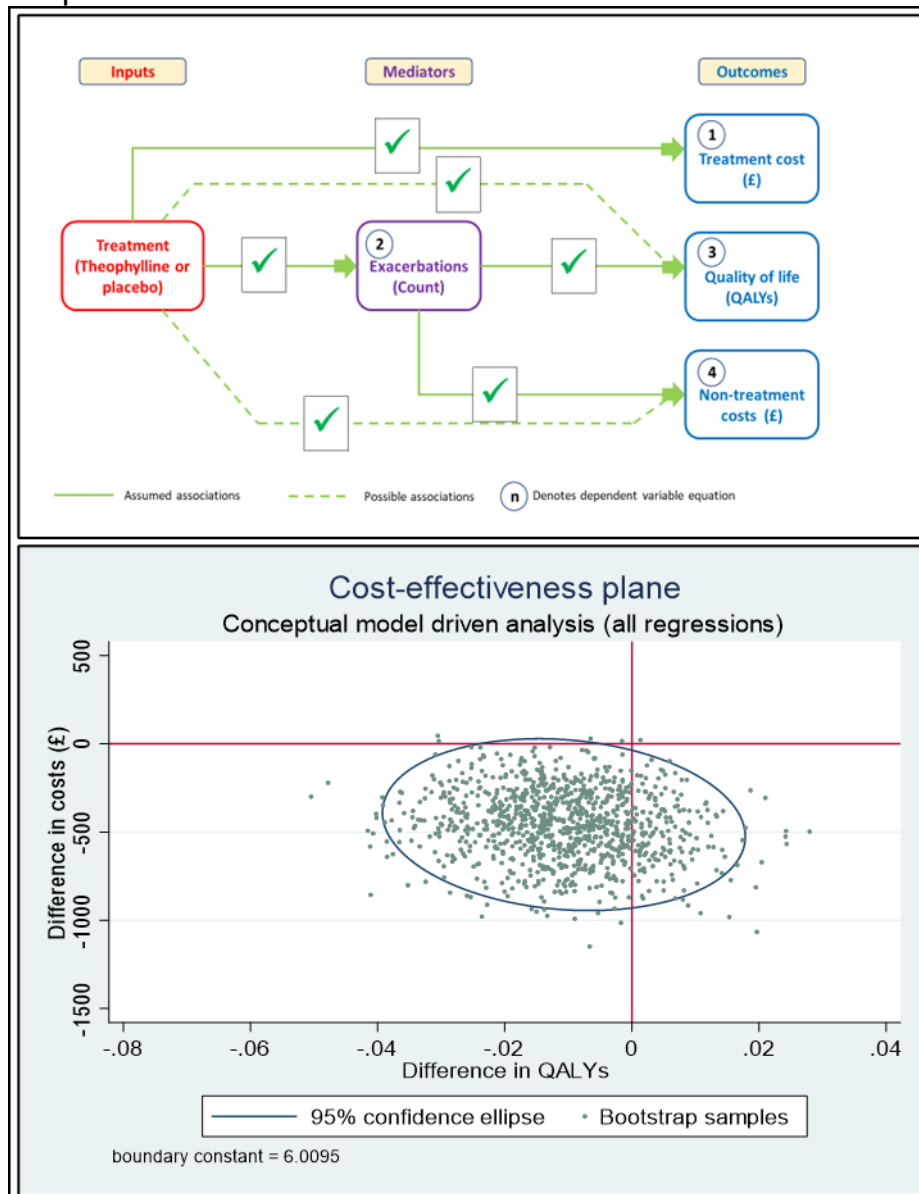 Inputs
Mediators
Outcomes
1
Treatment cost
(£)
Treatment
(Theophylline or
placebo)
2
Exacerbations
(Count)
3
Quality of life
(QALYs)
4
Non-treatment
costs (£)
Assumed associations
Possible associations
n Denotes dependent variable equation
Cost-effectiveness plane
Conceptual model driven analysis (all regressions)
Difference in costs (£)
500
0
-500
-1000
-1500
-.08 -.06 -.04 -.02 0 .02 .04
Difference in QALYs
95% confidence ellipse Bootstrap samples
boundary constant = 6.0095